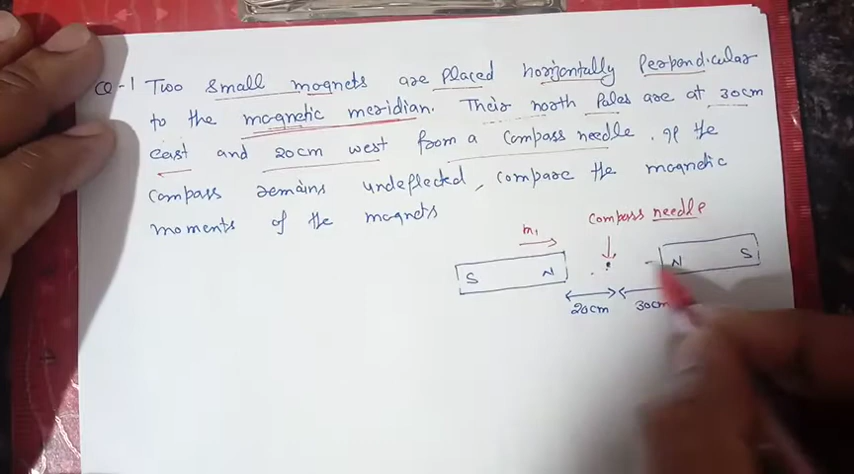 Q-1 Two small magnets are placed horizontally perpendicular
to the magnetic meridian. Their north Poles are at 30cm
east and 20cm west from a compass needle. If the
compass remains undeflected, compare the magnetic
moments of the magnets
compass needle
m₁
S N
N S
20cm
30cm